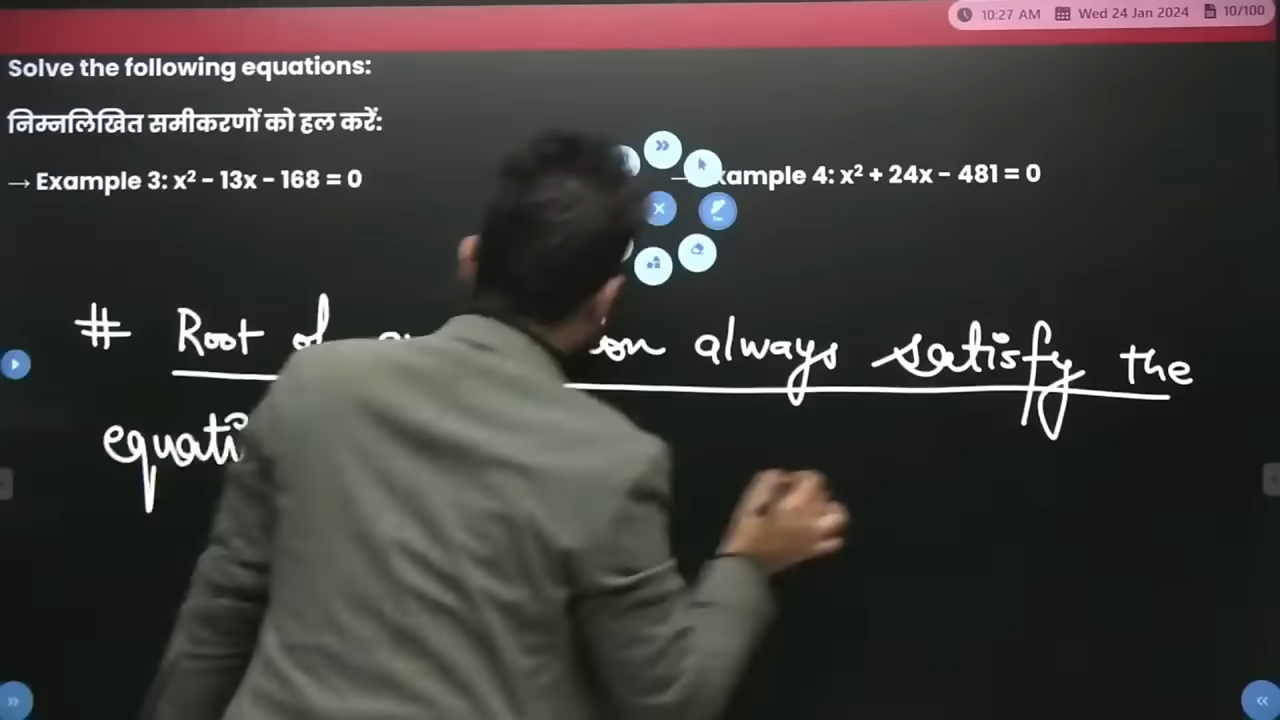 10:27 AM Wed 24 Jan 2024 10/100
Solve the following equations:
निम्नलिखित समीकरणों को हल करें:
→ Example 3: x² - 13x - 168 = 0
xample 4: x² + 24x - 481 = 0
# Root of on always satisfy the
equati